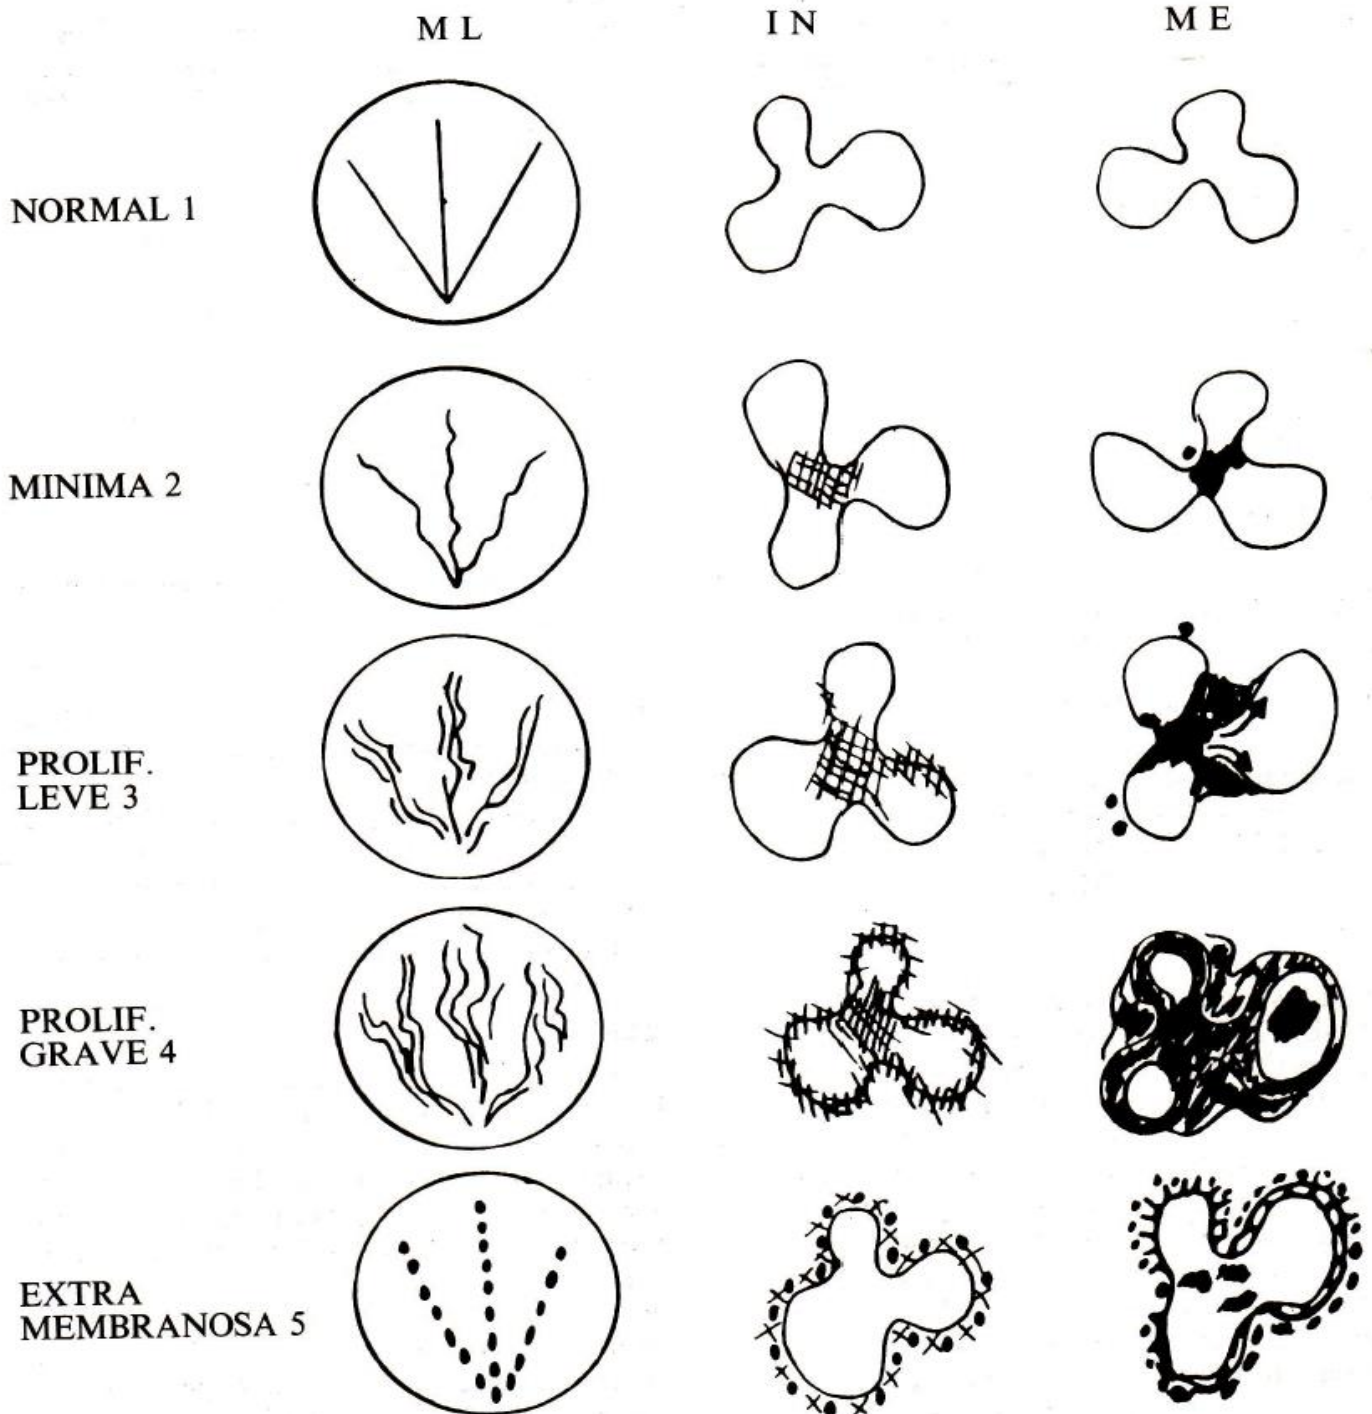 M L I N M E
NORMAL 1
MINIMA 2
PROLIF.
LEVE 3
PROLIF.
GRAVE 4
EXTRA
MEMBRANOSA 5